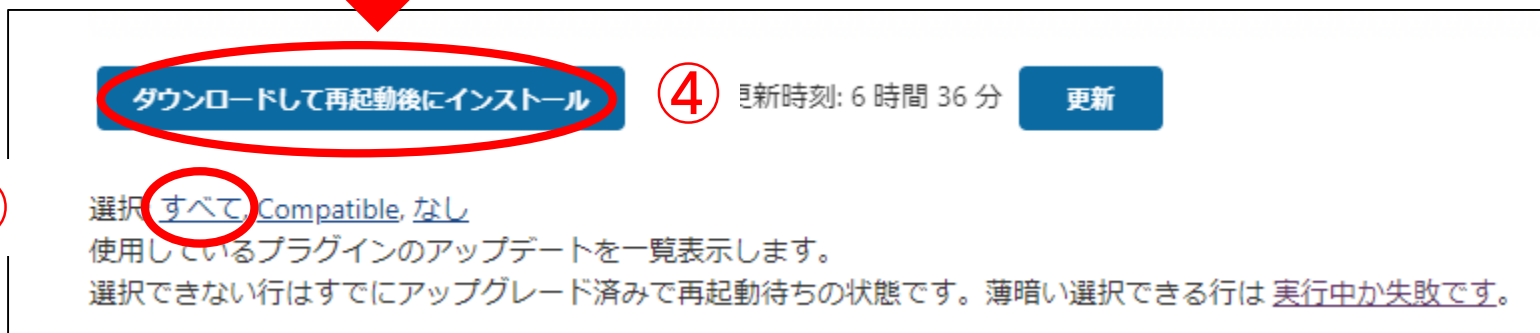 ダウンロードして再起動後にインストール ④ 更新時刻: 6 時間 36 分 更新
選択: すべて, Compatible, なし
使用しているプラグインのアップデートを一覧表示します。
選択できない行はすでにアップグレード済みで再起動待ちの状態です。薄暗い選択できる行は 実行中か失敗です。